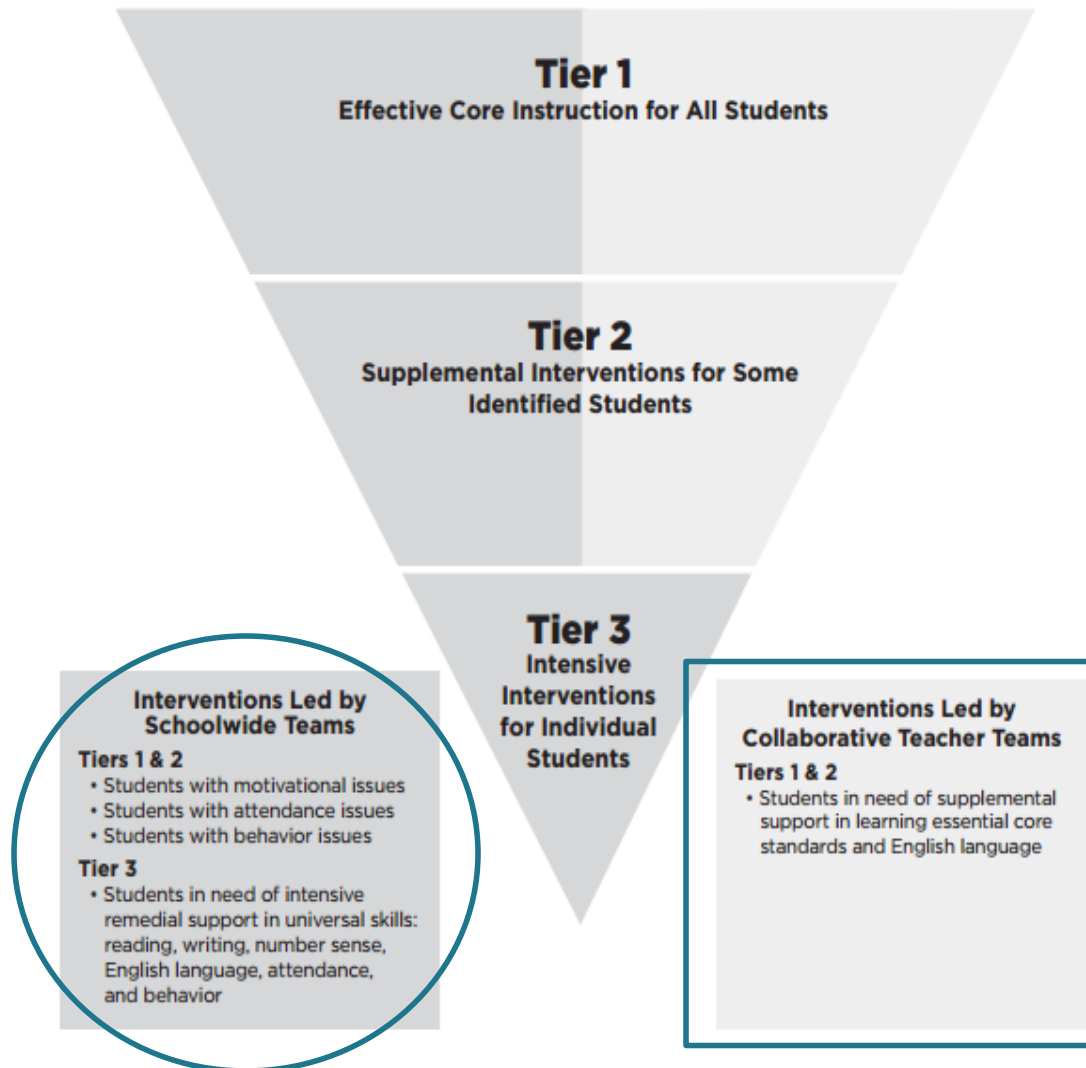 Tier 1
Effective Core Instruction for All Students
Tier 2
Supplemental Interventions for Some
Identified Students
Tier 3
Intensive
Interventions
for Individual
Students
Interventions Led by
Schoolwide Teams
Tiers 1 & 2
• Students with motivational issues
• Students with attendance issues
• Students with behavior issues
Tier 3
• Students in need of intensive
remedial support in universal skills:
reading, writing, number sense,
English language, attendance,
and behavior
Interventions Led by
Collaborative Teacher Teams
Tiers 1 & 2
• Students in need of supplemental
support in learning essential core
standards and English language